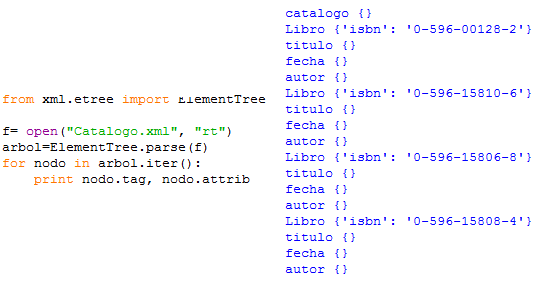 from xml.etree import ElementTree
f= open("Catalogo.xml", "rt")
arbol=ElementTree.parse(f)
for nodo in arbol.iter():
    print nodo.tag, nodo.attrib
catalogo {}
Libro {'isbn': '0-596-00128-2'}
titulo {}
fecha {}
autor {}
Libro {'isbn': '0-596-15810-6'}
titulo {}
fecha {}
autor {}
Libro {'isbn': '0-596-15806-8'}
titulo {}
fecha {}
autor {}
Libro {'isbn': '0-596-15808-4'}
titulo {}
fecha {}
autor {}